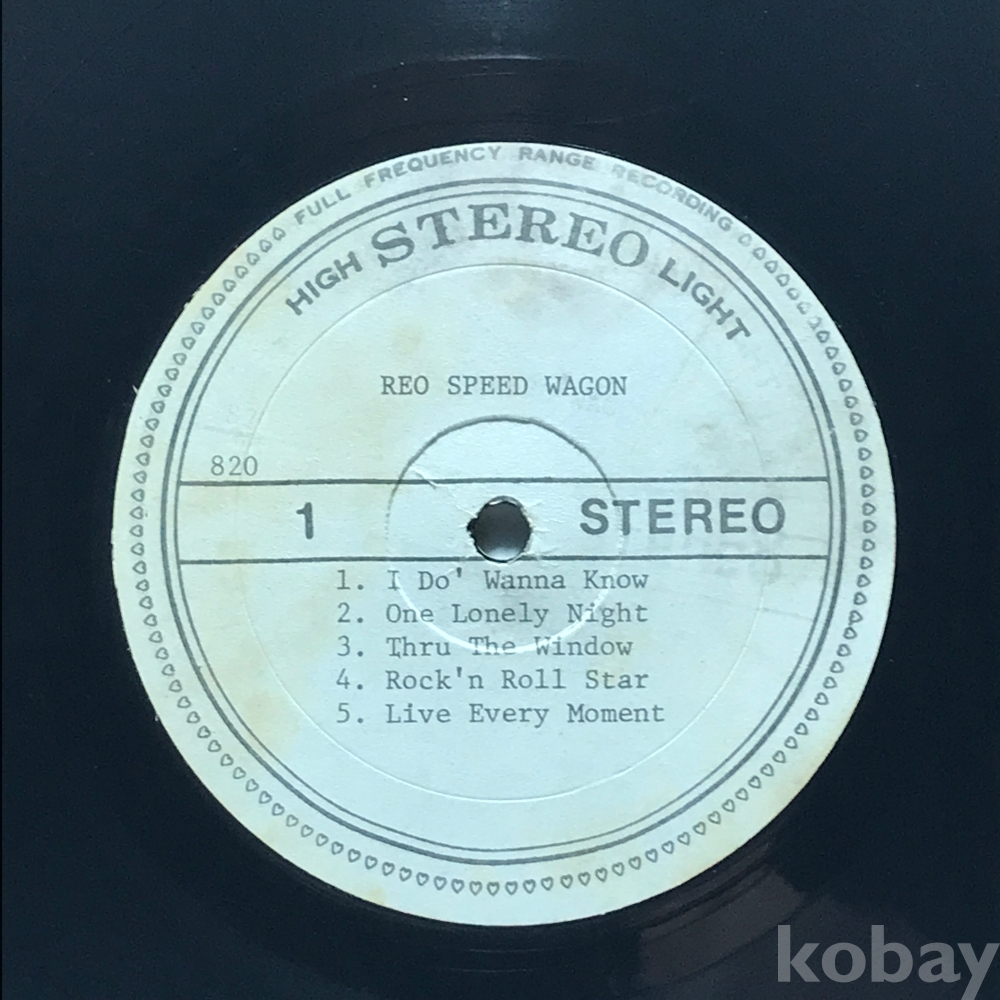 FULL FREQUENCY RANGE RECORDING
HIGH STEREO LIGHT
REO SPEED WAGON
820
1 STEREO
1. I Do' Wanna Know
2. One Lonely Night
3. Thru The Window
4. Rock'n Roll Star
5. Live Every Moment
kobay